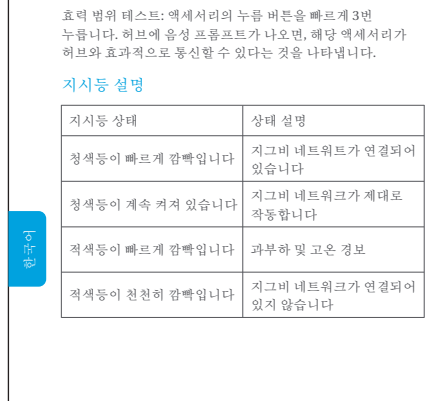 효력 범위 테스트: 액세서리의 누름 버튼을 빠르게 3번
누릅니다. 허브에 음성 프롬프트가 나오면, 해당 액세서리가
허브와 효과적으로 통신할 수 있다는 것을 나타냅니다.
지시등 설명
지시등 상태
상태 설명
청색등이 빠르게 깜빡입니다
지그비 네트워트가 연결되어
있습니다
청색등이 계속 켜져 있습니다
지그비 네트워크가 제대로
작동합니다
적색등이 빠르게 깜빡입니다
과부하 및 고온 경보
적색등이 천천히 깜빡입니다
지그비 네트워크가 연결되어
있지 않습니다
한국어